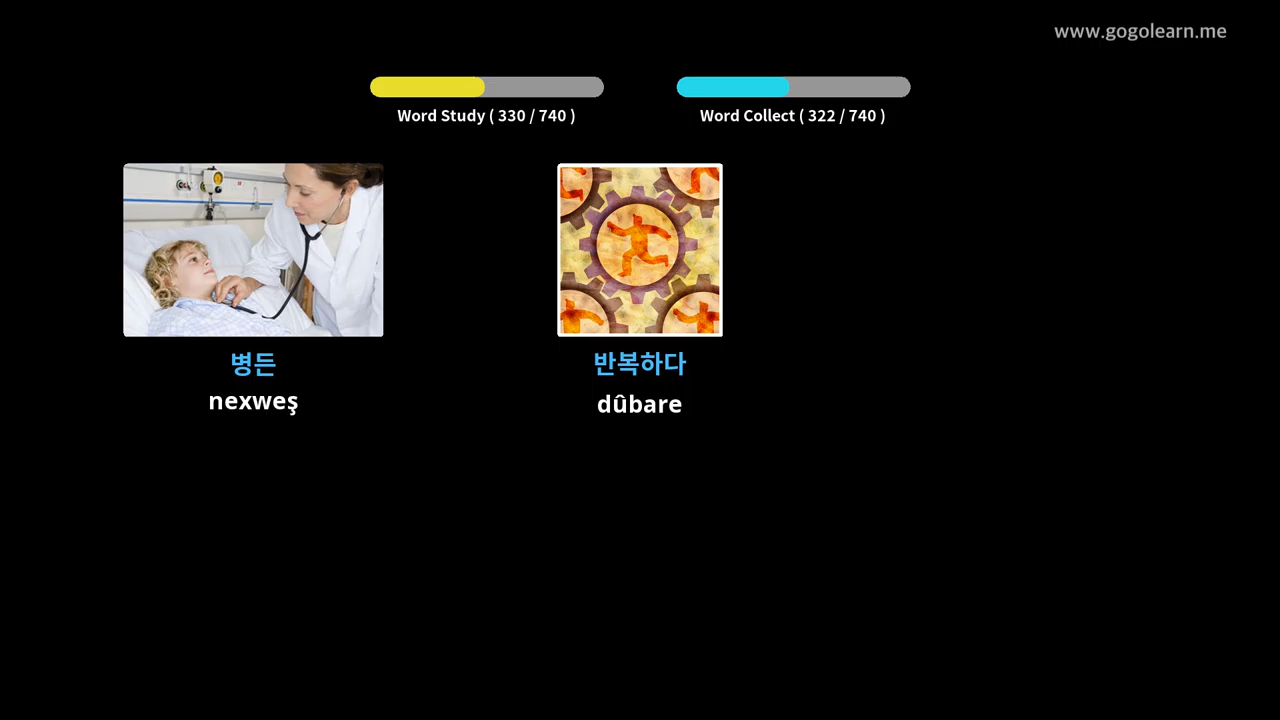 www.gogolearn.me
Word Study ( 330 / 740 )
Word Collect ( 322 / 740 )
병든
nexweş
반복하다
dûbare